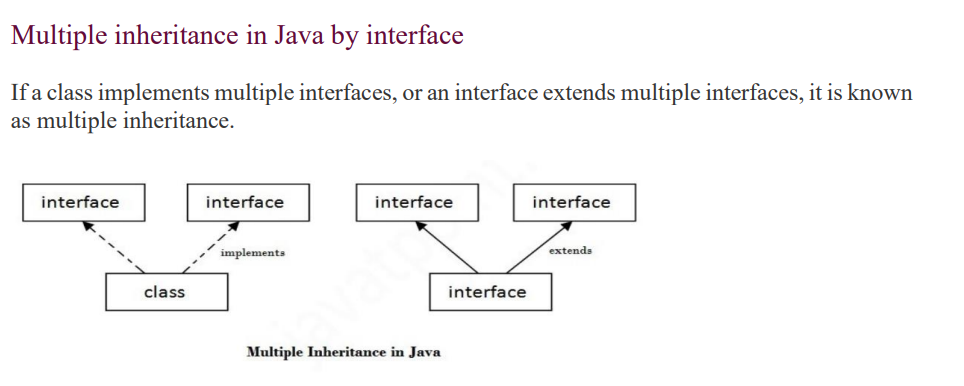 Multiple inheritance in Java by interface
If a class implements multiple interfaces, or an interface extends multiple interfaces, it is known
as multiple inheritance.
interface interface interface interface
implements extends
class interface
Multiple Inheritance in Java